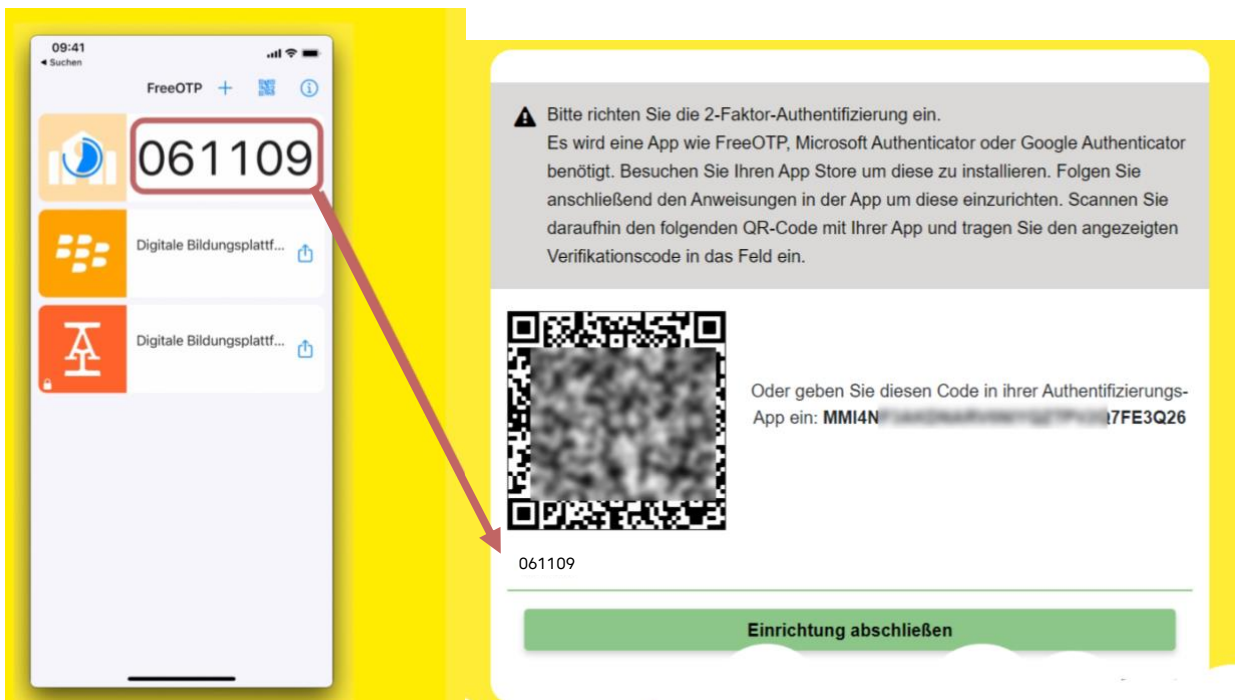 09:41
◀ Suchen
FreeOTP
061109
Digitale Bildungsplattf...
Digitale Bildungsplattf...
Bitte richten Sie die 2-Faktor-Authentifizierung ein.
Es wird eine App wie FreeOTP, Microsoft Authenticator oder Google Authenticator
benötigt. Besuchen Sie Ihren App Store um diese zu installieren. Folgen Sie
anschließend den Anweisungen in der App um diese einzurichten. Scannen Sie
daraufhin den folgenden QR-Code mit Ihrer App und tragen Sie den angezeigten
Verifikationscode in das Feld ein.
Oder geben Sie diesen Code in ihrer Authentifizierungs-
App ein: MMI4N 7FE3Q26
061109
Einrichtung abschließen